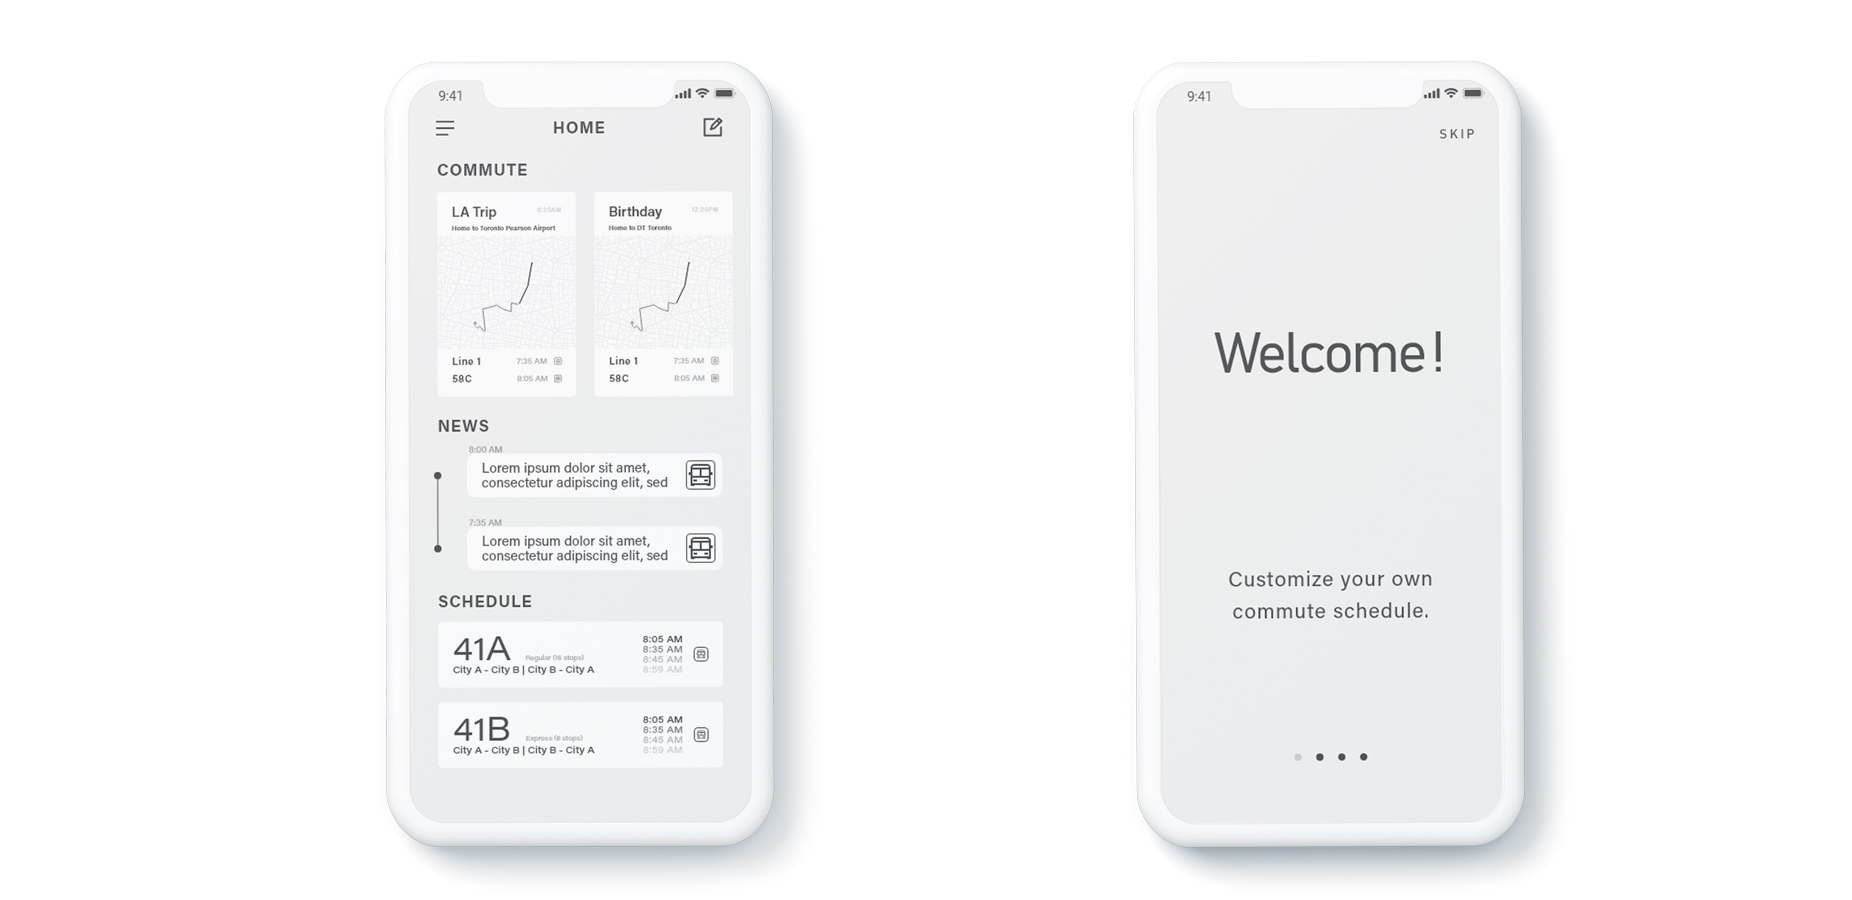 9:41
HOME
COMMUTE
LA Trip 8:20AM
Home to Toronto Pearson Airport
Line 1 7:35 AM
58C 8:05 AM
Birthday 12:20PM
Home to DT Toronto
Line 1 7:35 AM
58C 8:05 AM
NEWS
8:00 AM
Lorem ipsum dolor sit amet,
consectetur adipiscing elit, sed
7:35 AM
Lorem ipsum dolor sit amet,
consectetur adipiscing elit, sed
SCHEDULE
41A Regular (16 stops)
City A - City B | City B - City A
8:05 AM
8:35 AM
8:45 AM
8:59 AM
41B Express (6 stops)
City A - City B | City B - City A
8:05 AM
8:35 AM
8:45 AM
8:59 AM
9:41
SKIP
Welcome!
Customize your own
commute schedule.